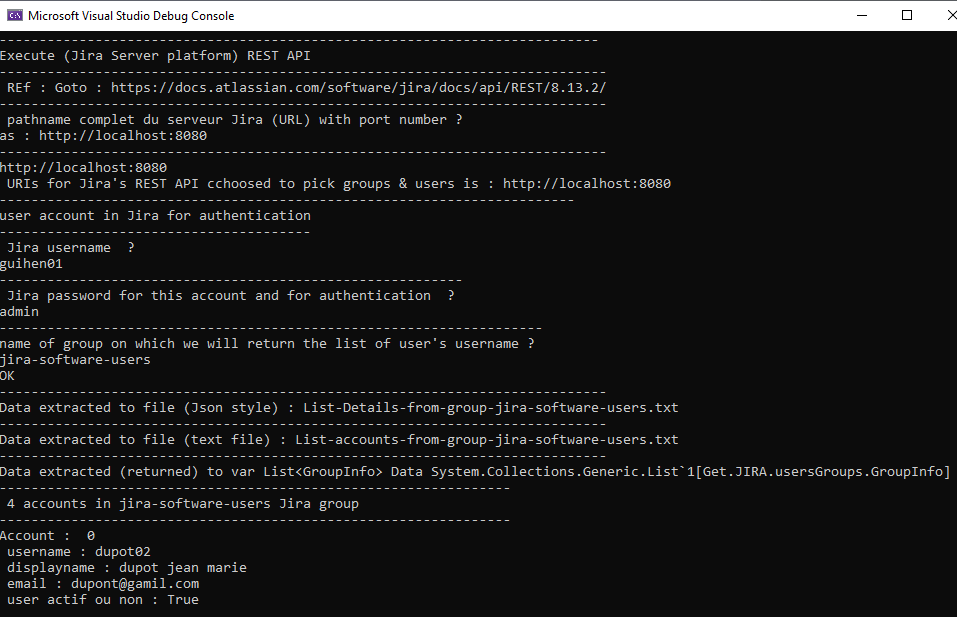 Microsoft Visual Studio Debug Console
---------------------------------------------------------------------------
Execute (Jira Server platform) REST API
----------------------------------------------------------------------------
REf : Goto : https://docs.atlassian.com/software/jira/docs/api/REST/8.13.2/
----------------------------------------------------------------------------
pathname complet du serveur Jira (URL) with port number ?
as : http://localhost:8080
----------------------------------------------------------------------------
http://localhost:8080
URIs for Jira's REST API cchoosed to pick groups & users is : http://localhost:8080
------------------------------------------------------------------------
user account in Jira for authentication
---------------------------------------
Jira username  ?
guihen01
----------------------------------------------------------
Jira password for this account and for authentication  ?
admin
--------------------------------------------------------------------
name of group on which we will return the list of user's username ?
jira-software-users
OK
----------------------------------------------------------------------------
Data extracted to file (Json style) : List-Details-from-group-jira-software-users.txt
----------------------------------------------------------------------------
Data extracted to file (text file) : List-accounts-from-group-jira-software-users.txt
----------------------------------------------------------------------------
Data extracted (returned) to var List<GroupInfo> Data System.Collections.Generic.List`1[Get.JIRA.usersGroups.GroupInfo]
----------------------------------------------------------------
4 accounts in jira-software-users Jira group
----------------------------------------------------------------
Account :  0
username : dupot02
displayname : dupot jean marie
email : dupont@gamil.com
user actif ou non : True